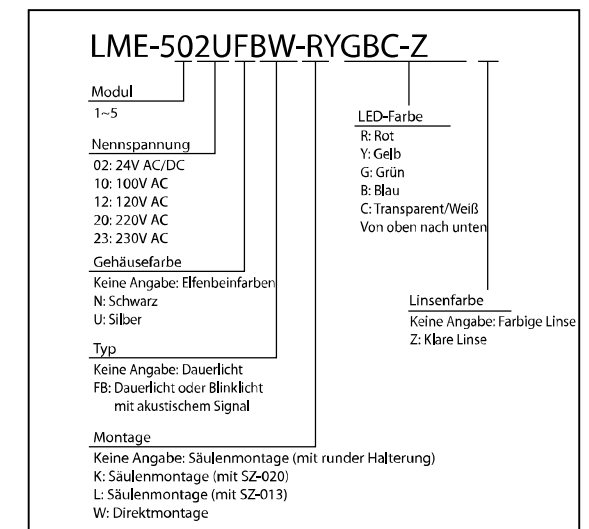 LME-502UFBW-RYGBC-Z
Modul
1~5
Nennspannung
02: 24V AC/DC
10: 100V AC
12: 120V AC
20: 220V AC
23: 230V AC
Gehäusefarbe
Keine Angabe: Elfenbeinfarben
N: Schwarz
U: Silber
Typ
Keine Angabe: Dauerlicht
FB: Dauerlicht oder Blinklicht
mit akustischem Signal
Montage
Keine Angabe: Säulenmontage (mit runder Halterung)
K: Säulenmontage (mit SZ-020)
L: Säulenmontage (mit SZ-013)
W: Direktmontage
LED-Farbe
R: Rot
Y: Gelb
G: Grün
B: Blau
C: Transparent/Weiß
Von oben nach unten
Linsenfarbe
Keine Angabe: Farbige Linse
Z: Klare Linse